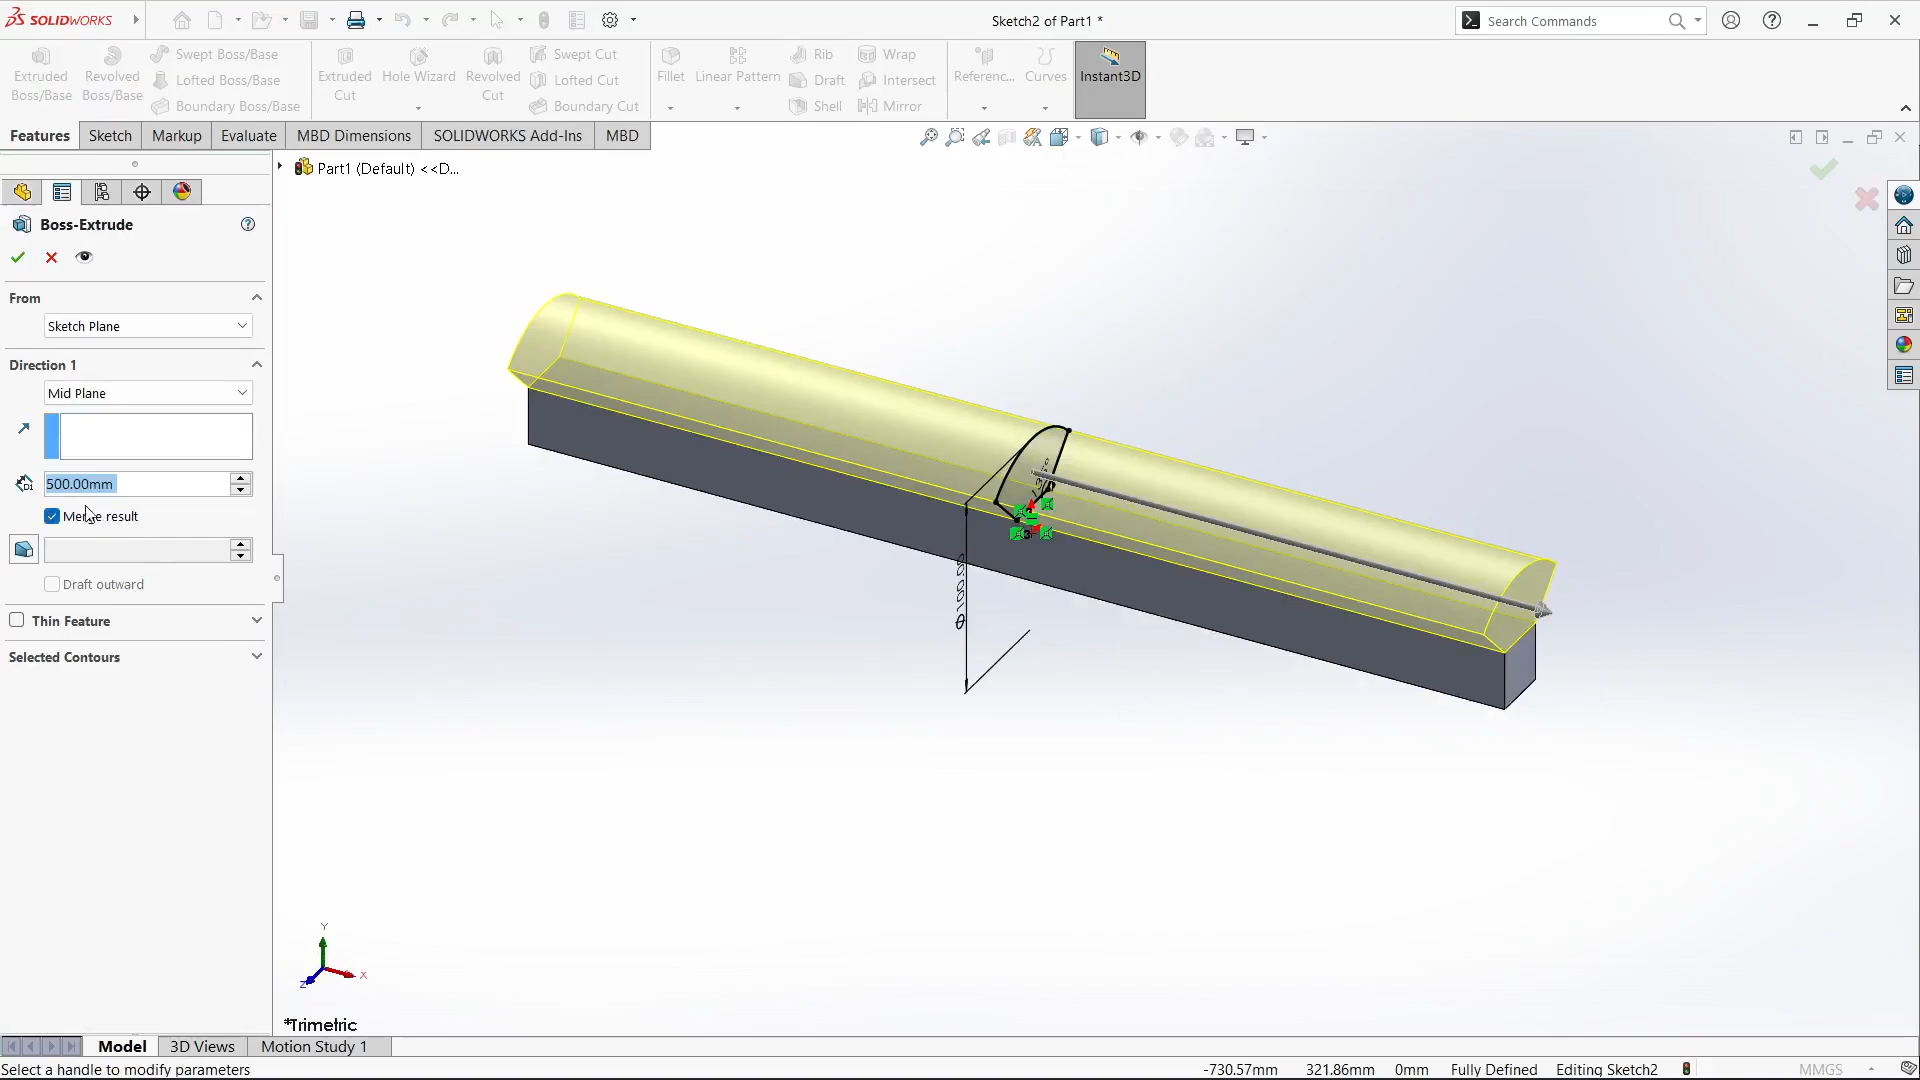 SOLIDWORKS
Sketch2 of Part1 *
Search Commands
Extruded Boss/Base
Revolved Boss/Base
Swept Boss/Base
Lofted Boss/Base
Boundary Boss/Base
Extruded Cut
Hole Wizard
Revolved Cut
Swept Cut
Lofted Cut
Boundary Cut
Fillet
Linear Pattern
Rib
Draft
Shell
Wrap
Intersect
Mirror
Referenc...
Curves
Instant3D
Features
Sketch
Markup
Evaluate
MBD Dimensions
SOLIDWORKS Add-Ins
MBD
Part1 (Default) <<D...
Boss-Extrude
From
Sketch Plane
Direction 1
Mid Plane
500.00mm
Merge result
Draft outward
Thin Feature
Selected Contours
Φ100.00
Y
X
Z
*Trimetric
Model
3D Views
Motion Study 1
Select a handle to modify parameters
-730.57mm
321.86mm
0mm
Fully Defined
Editing Sketch2
MMGS